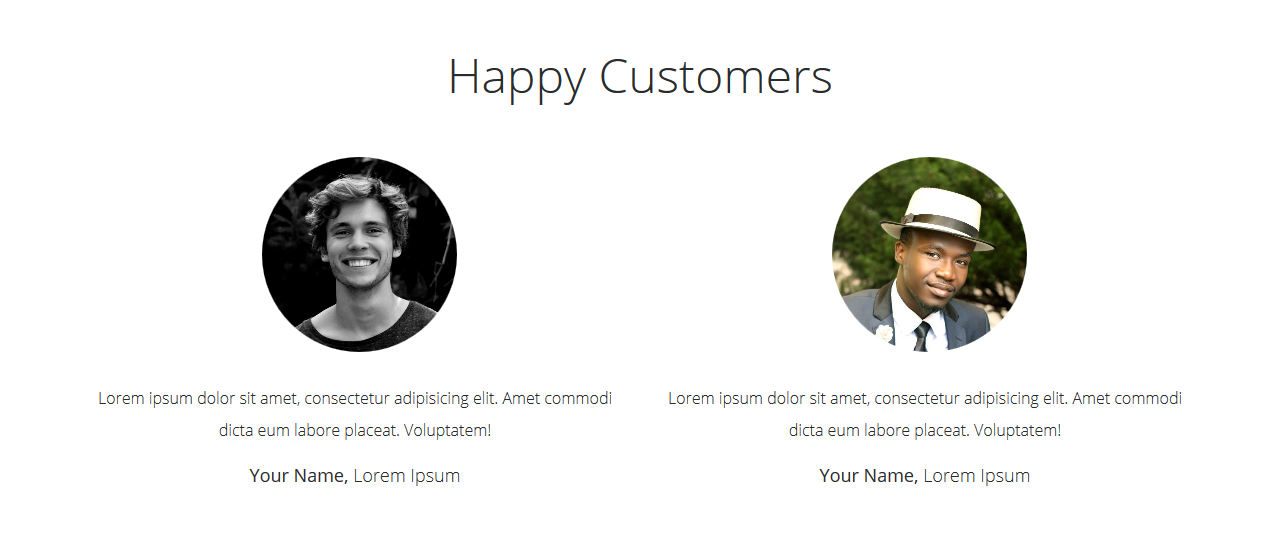 Happy Customers
Lorem ipsum dolor sit amet, consectetur adipisicing elit. Amet commodi
dicta eum labore placeat. Voluptatem!
Your Name, Lorem Ipsum
Lorem ipsum dolor sit amet, consectetur adipisicing elit. Amet commodi
dicta eum labore placeat. Voluptatem!
Your Name, Lorem Ipsum